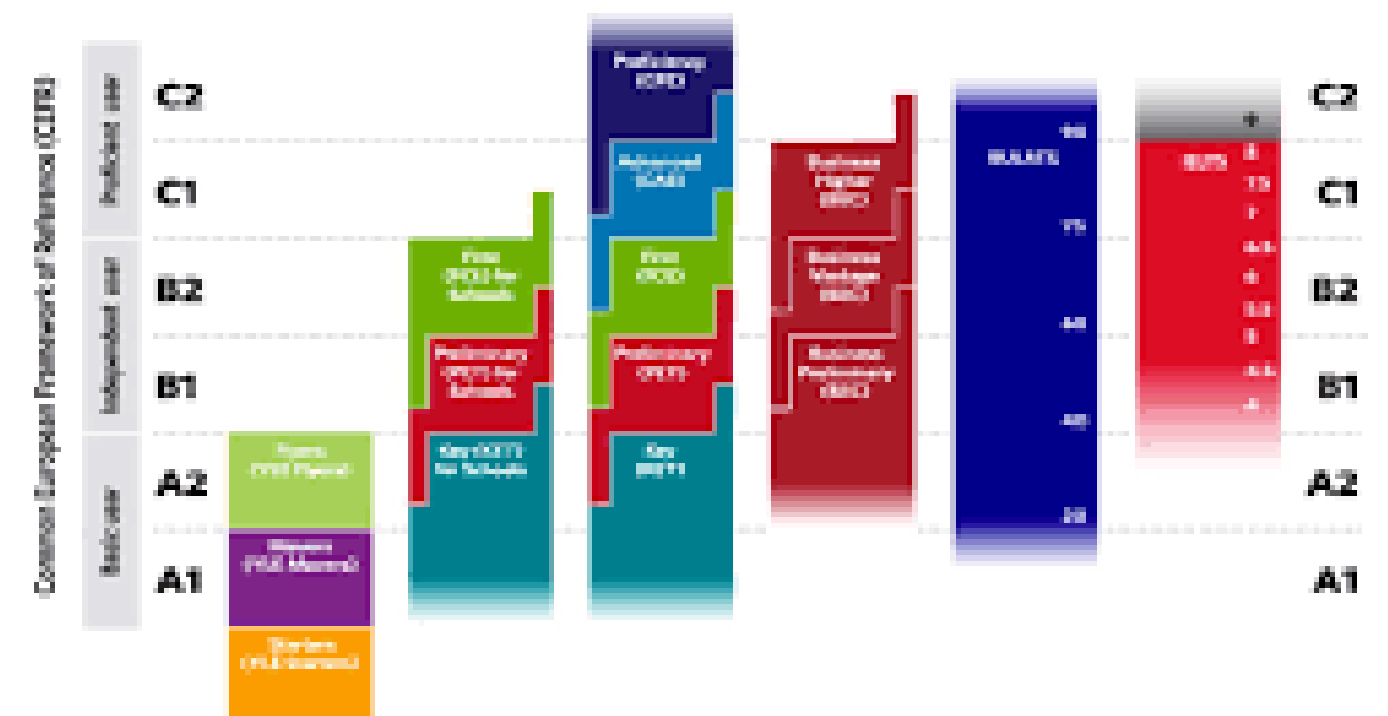 Common European Framework of Reference (CEFR)
Proficient user
Independent user
Basic user
C2
C1
B2
B1
A2
A1
Flyers
(YLE Flyers)
Movers
(YLE Movers)
Starters
(YLE Starters)
First
(FCE) for
Schools
Preliminary
(PET) for
Schools
Key (KET)
for Schools
Proficiency
(CPE)
Advanced
(CAE)
First
(FCE)
Preliminary
(PET)
Key
(KET)
Business
Higher
(BEC)
Business
Vantage
(BEC)
Business
Preliminary
(BEC)
BULATS
90
75
60
40
20
IELTS
8
7.5
7
6.5
6
5.5
5
4.5
4
C2
C1
B2
B1
A2
A1